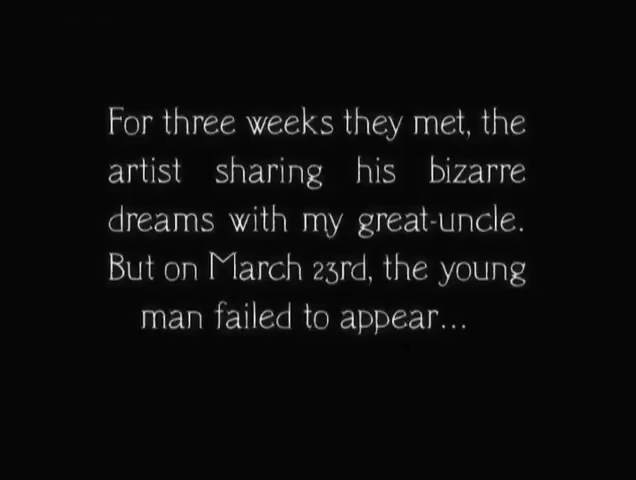 For three weeks they met, the
artist sharing his bizarre
dreams with my great-uncle.
But on March 23rd, the young
man failed to appear...